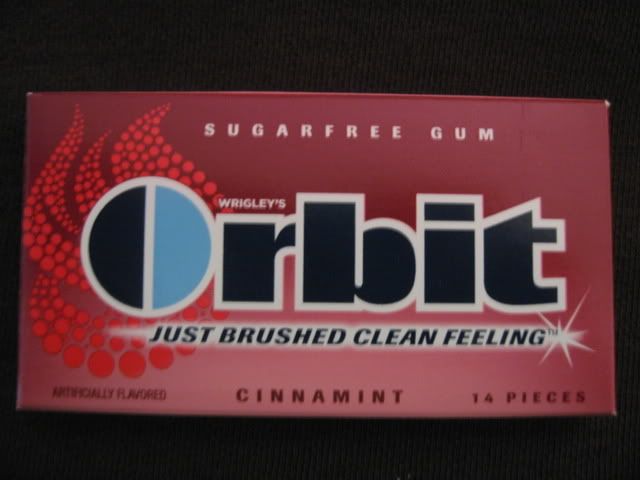 SUGARFREE GUM
WRIGLEY'S
Orbit
JUST BRUSHED CLEAN FEELING™
ARTIFICIALLY FLAVORED
CINNAMINT
14 PIECES